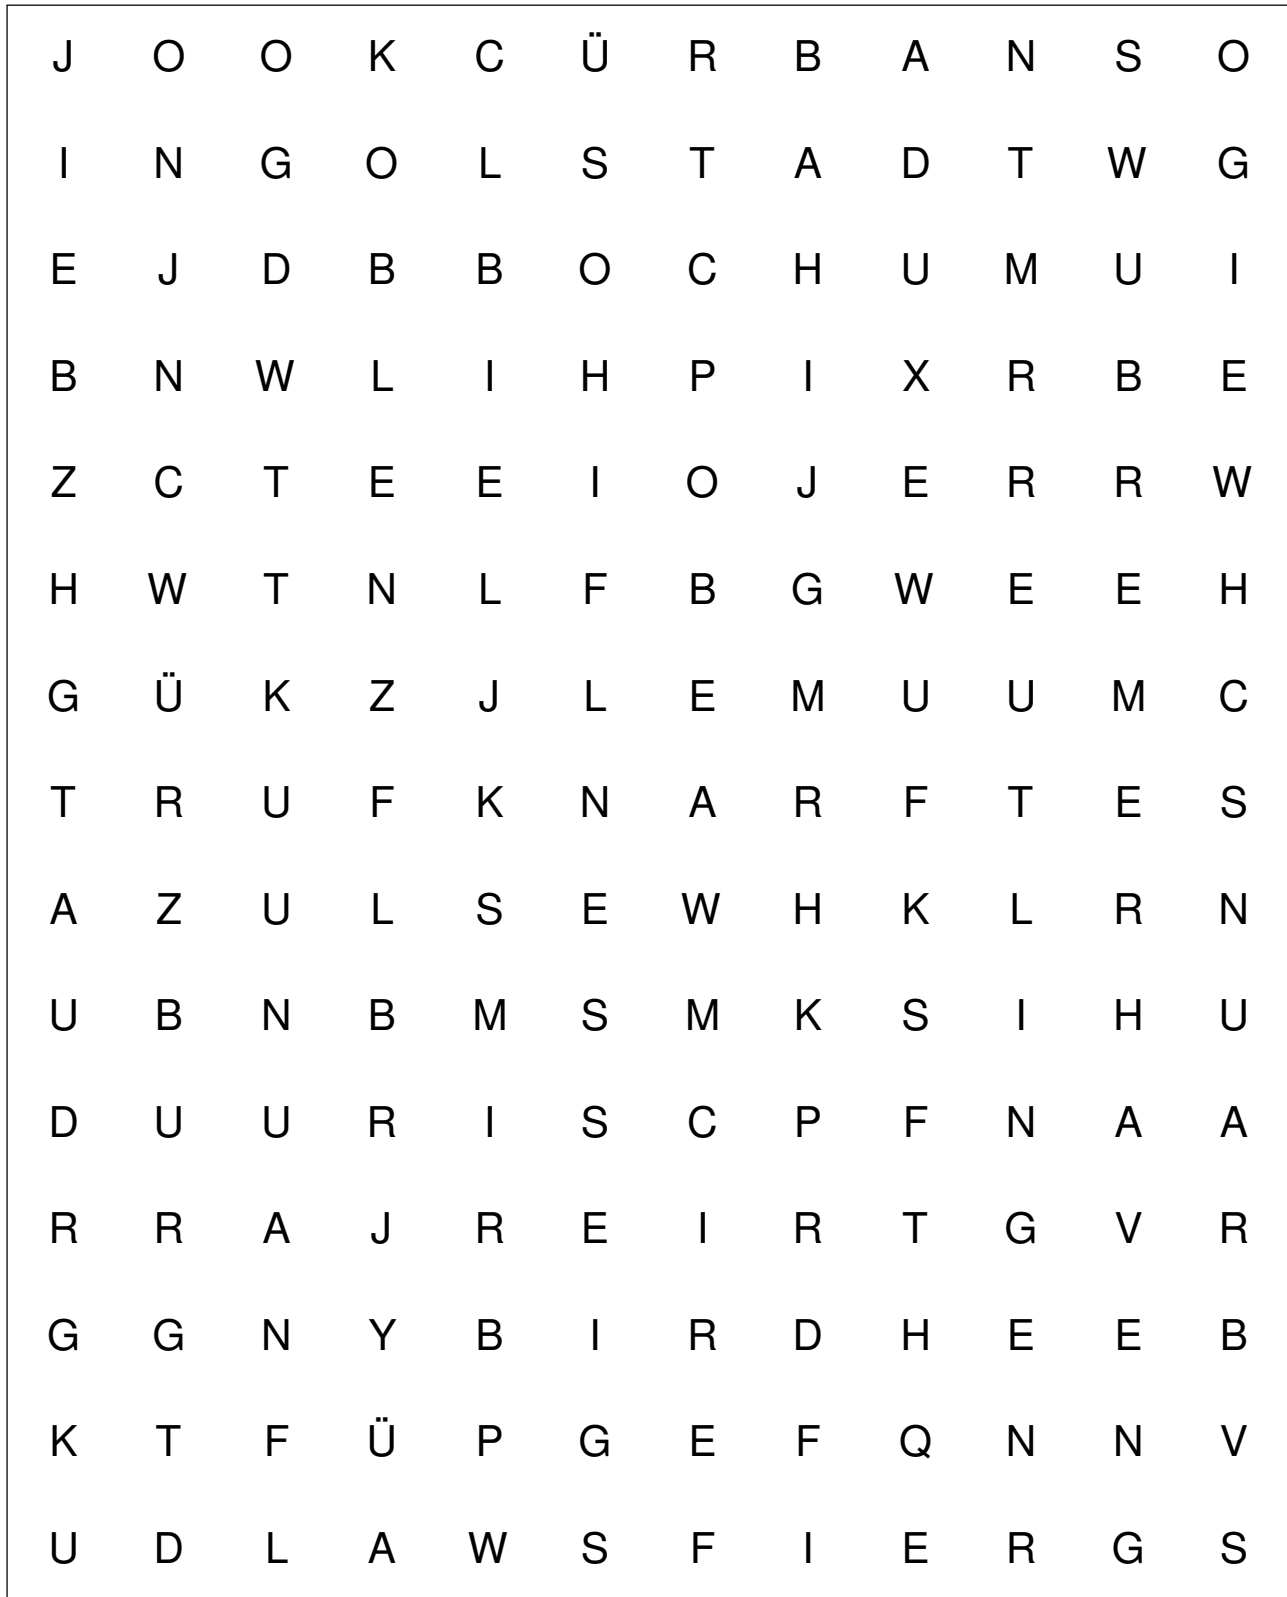 J O O K C Ü R B A N S O
I N G O L S T A D T W G
E J D B B O C H U M U I
B N W L I H P I X R B E
Z C T E E I O J E R R W
H W T N L F B G W E E H
G Ü K Z J L E M U U M C
T R U F K N A R F T E S
A Z U L S E W H K L R N
U B N B M S M K S I H U
D U U R I S C P F N A A
R R A J R E I R T G V R
G G N Y B I R D H E E B
K T F Ü P G E F Q N N V
U D L A W S F I E R G S